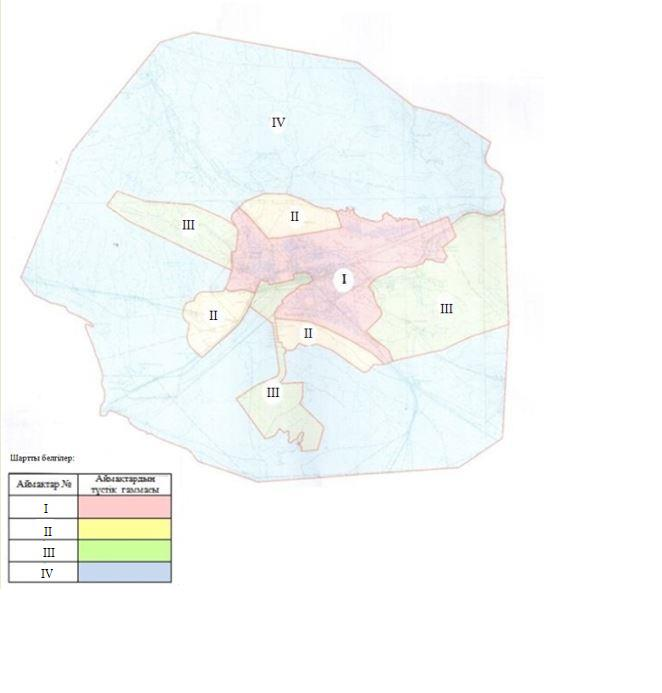 IV
II
III
I
III
II
II
III
Шартты белгілер:
Аймақтар № Аймақтардың
түстік гаммасы
I
II
III
IV